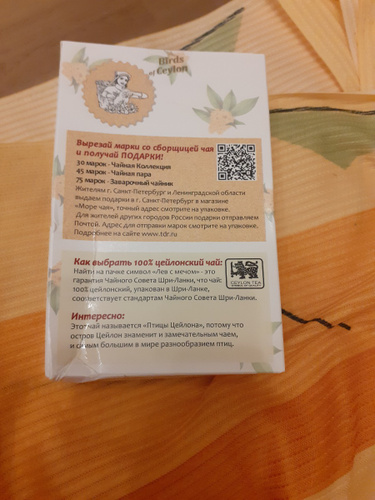 Birds
of Ceylon
Вырезай марки со сборщицей чая
и получай ПОДАРКИ!
30 марок - Чайная Коллекция
45 марок - Чайная пара
75 марок - Заварочный чайник
Жителям г. Санкт-Петербург и Ленинградской области
выдаем подарки в г. Санкт-Петербург в магазине
«Море чая», точный адрес смотрите на упаковке.
Для жителей других городов России подарки отправляем
Почтой. Адрес для отправки марок смотрите на упаковке.
Подробнее на сайте www.tdr.ru
Как выбрать 100% цейлонский чай:
Найти на пачке символ «Лев с мечом» - это
гарантия Чайного Совета Шри-Ланки, что чай:
100% цейлонский, упакован в Шри-Ланке,
соответствует стандартам Чайного Совета Шри-Ланки.
CEYLON TEA
Интересно:
Этот чай называется «Птицы Цейлона», потому что
остров Цейлон знаменит и замечательным чаем,
и самым большим в мире разнообразием птиц.